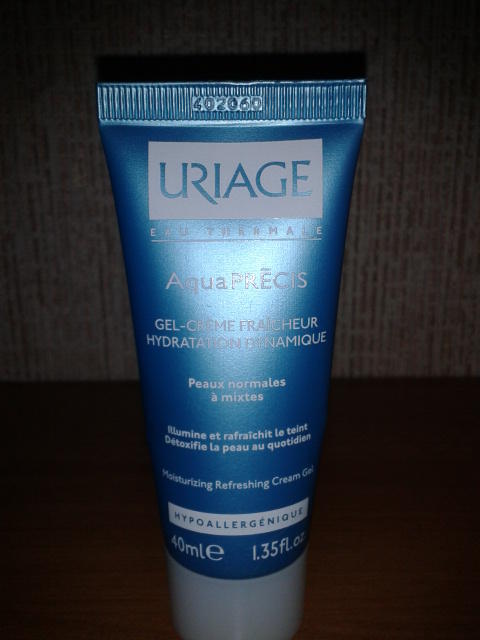 402060
URIAGE
EAU THERMALE
AquaPRÉCIS
GEL-CRÈME FRAÎCHEUR
HYDRATATION DYNAMIQUE
Peaux normales
à mixtes
Illumine et rafraîchit le teint
Détoxifie la peau au quotidien
Moisturizing Refreshing Cream Gel
HYPOALLERGÉNIQUE
40ml℮ 1.35fl.oz